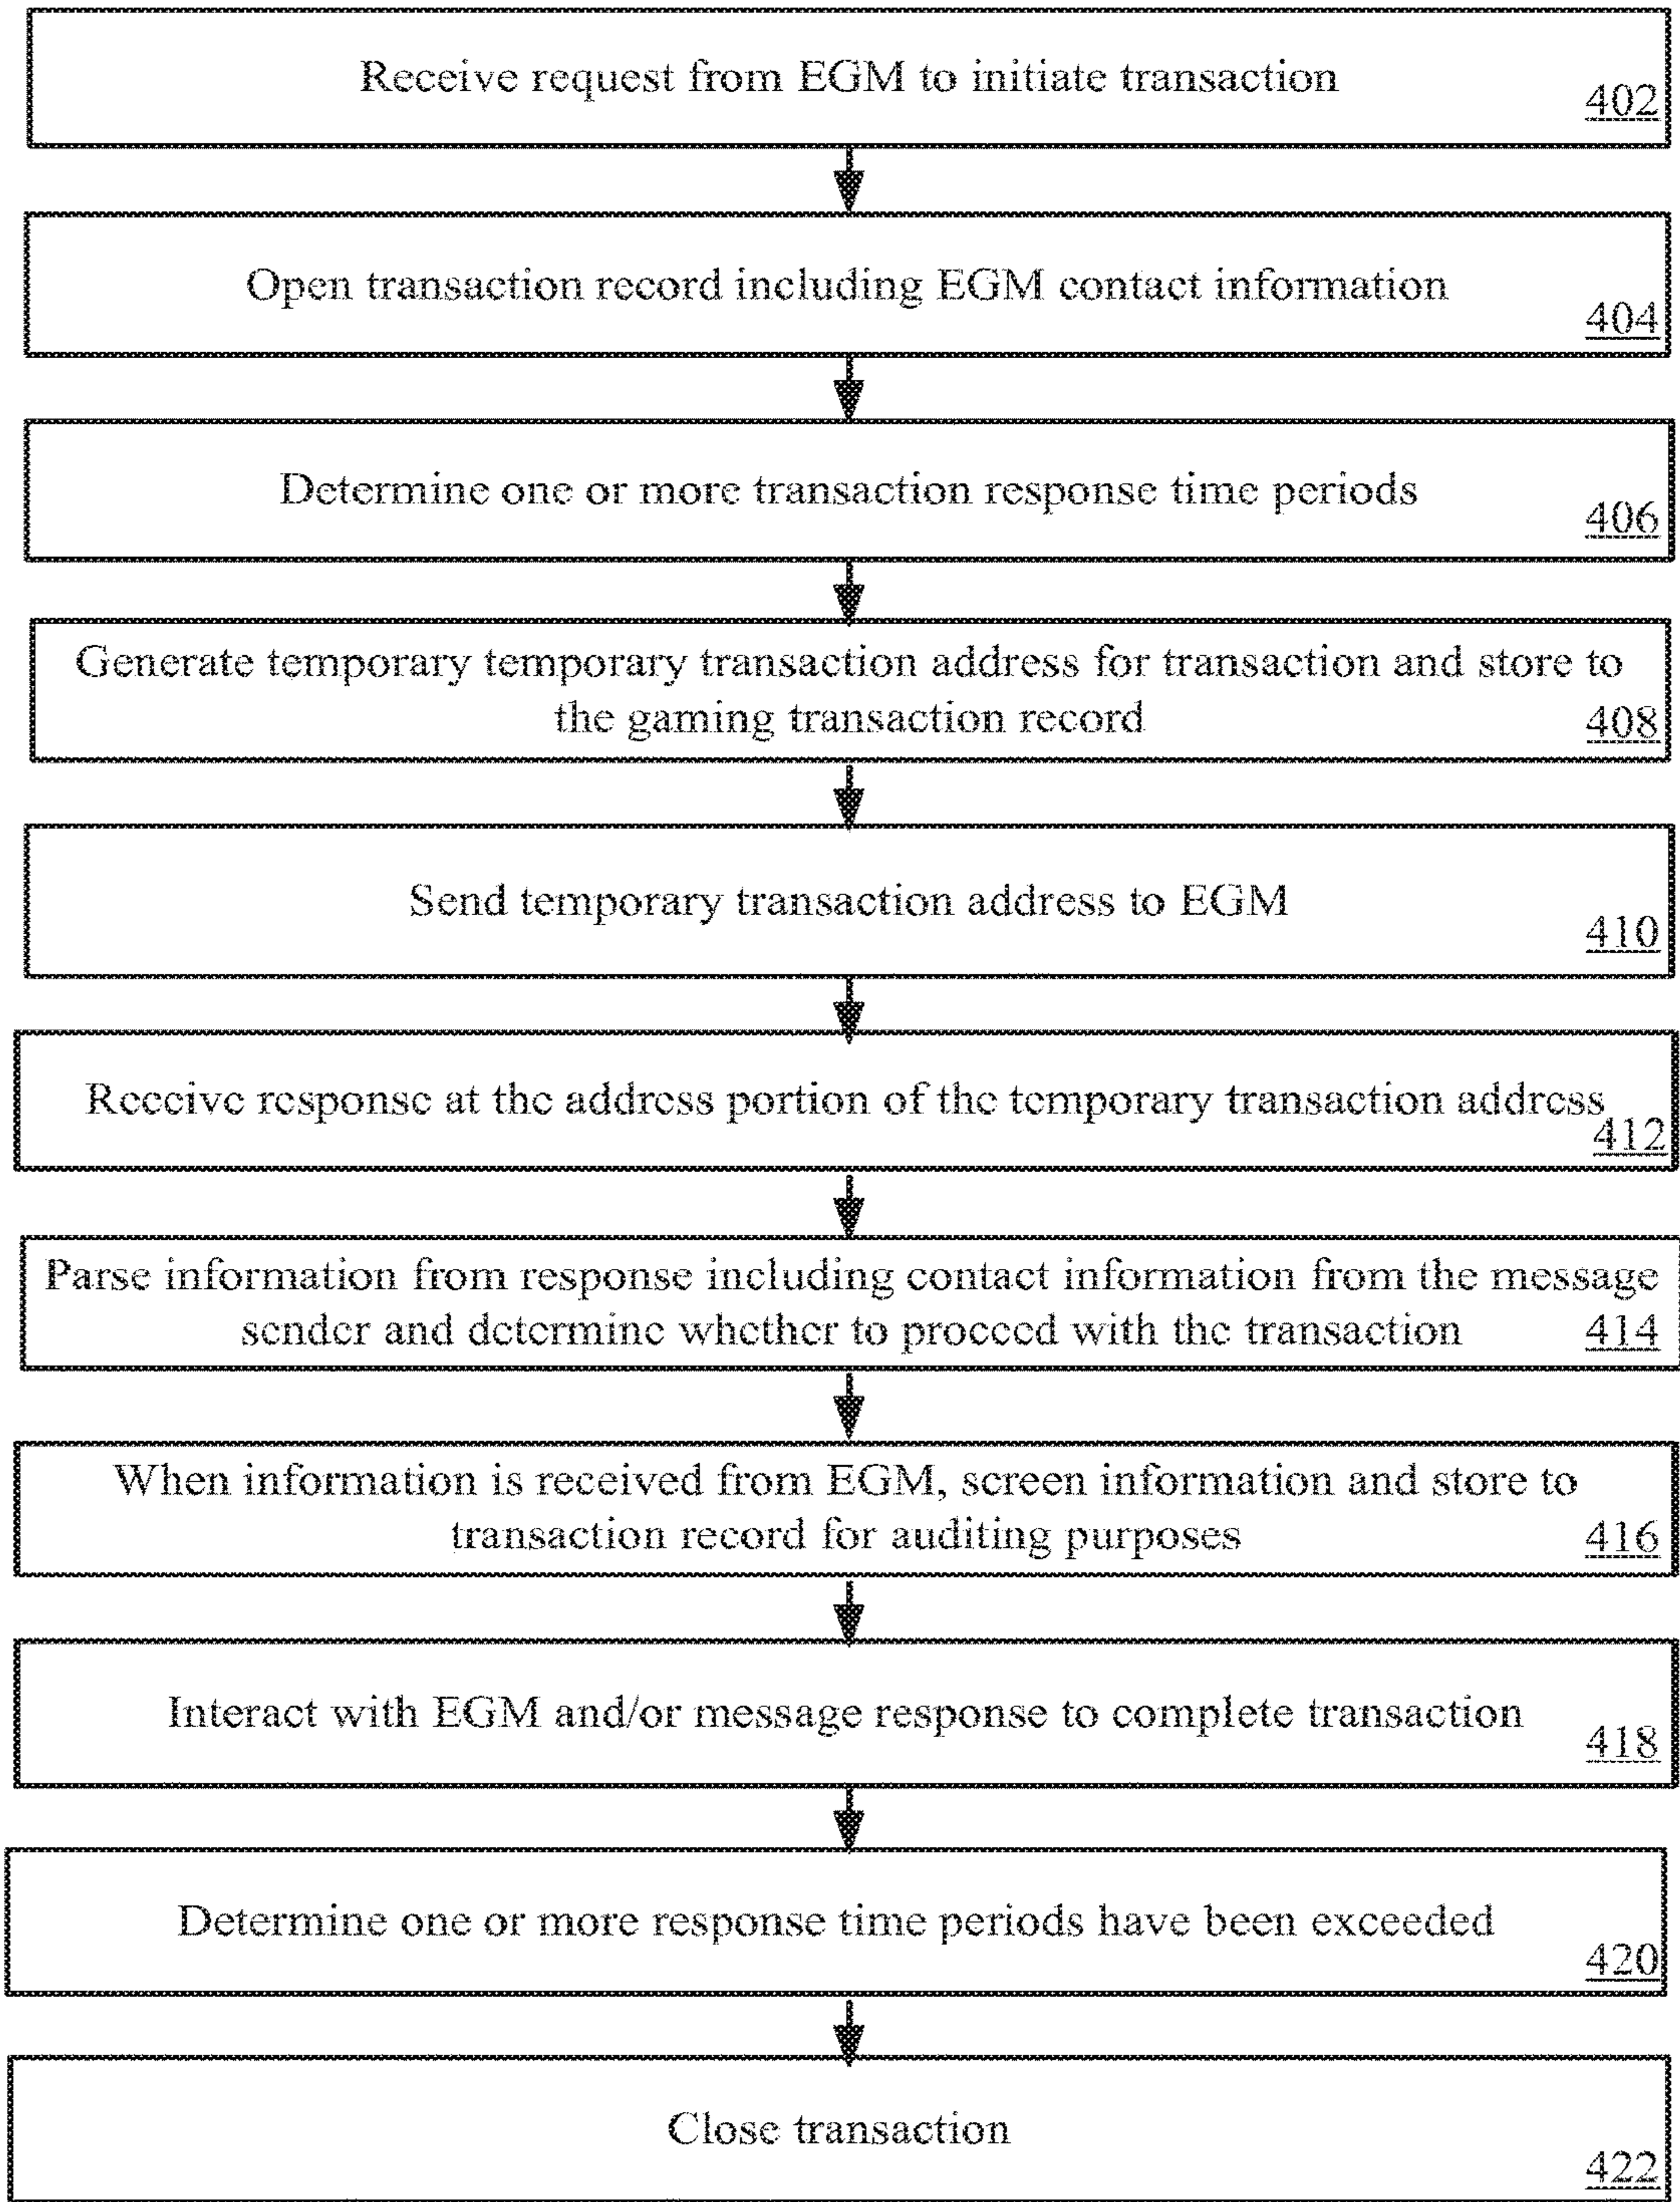 Receive request from EGM to initiate transaction
402
Open transaction record including EGM contact information
404
Determine one or more transaction response time periods
406
Generate temporary temporary transaction address for transaction and store to
the gaming transaction record
408
Send temporary transaction address to EGM
410
Receive response at the address portion of the temporary transaction address
412
Parse information from response including contact information from the message
sender and determine whether to proceed with the transaction
414
When information is received from EGM, screen information and store to
transaction record for auditing purposes
416
Interact with EGM and/or message response to complete transaction
418
Determine one or more response time periods have been exceeded
420
Close transaction
422